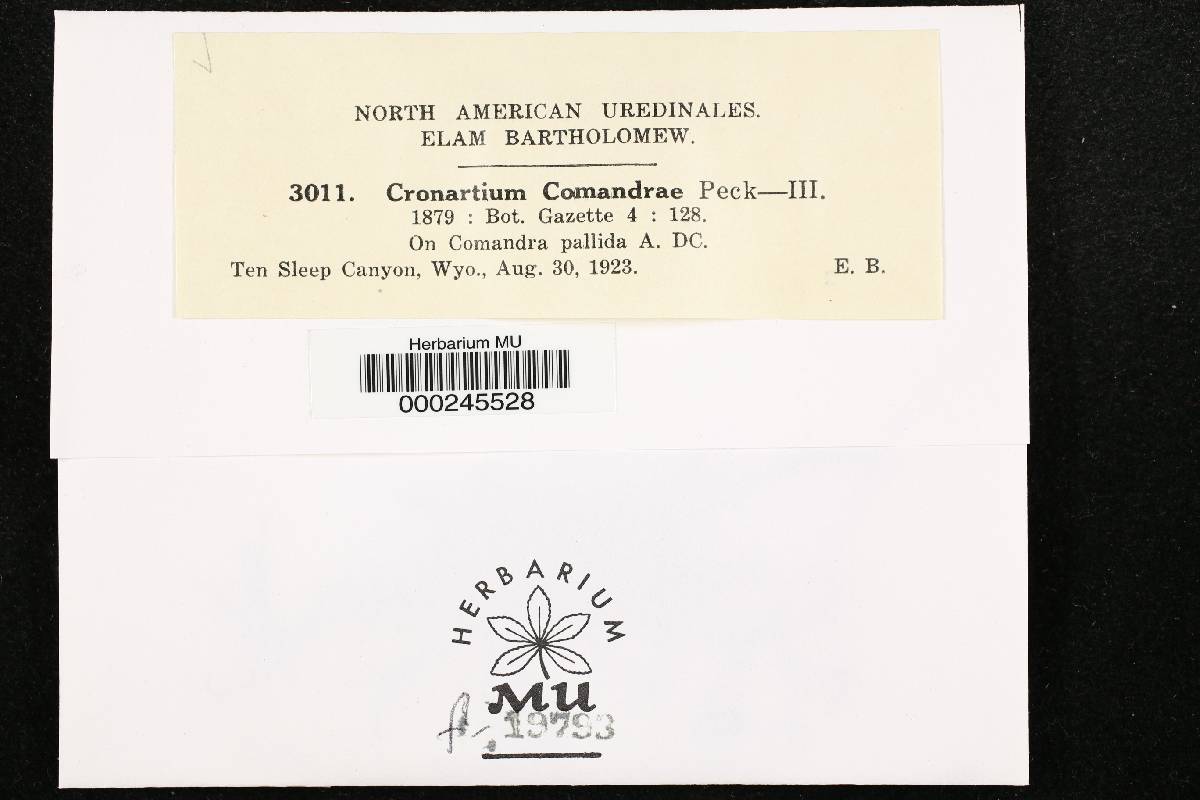 NORTH AMERICAN UREDINALES.
ELAM BARTHOLOMEW.
3011. Cronartium Comandrae Peck—III.
1879 : Bot. Gazette 4 : 128.
On Comandra pallida A. DC.
Ten Sleep Canyon, Wyo., Aug. 30, 1923. E. B.
Herbarium MU
000245528
HERBARIUM
MU
19793